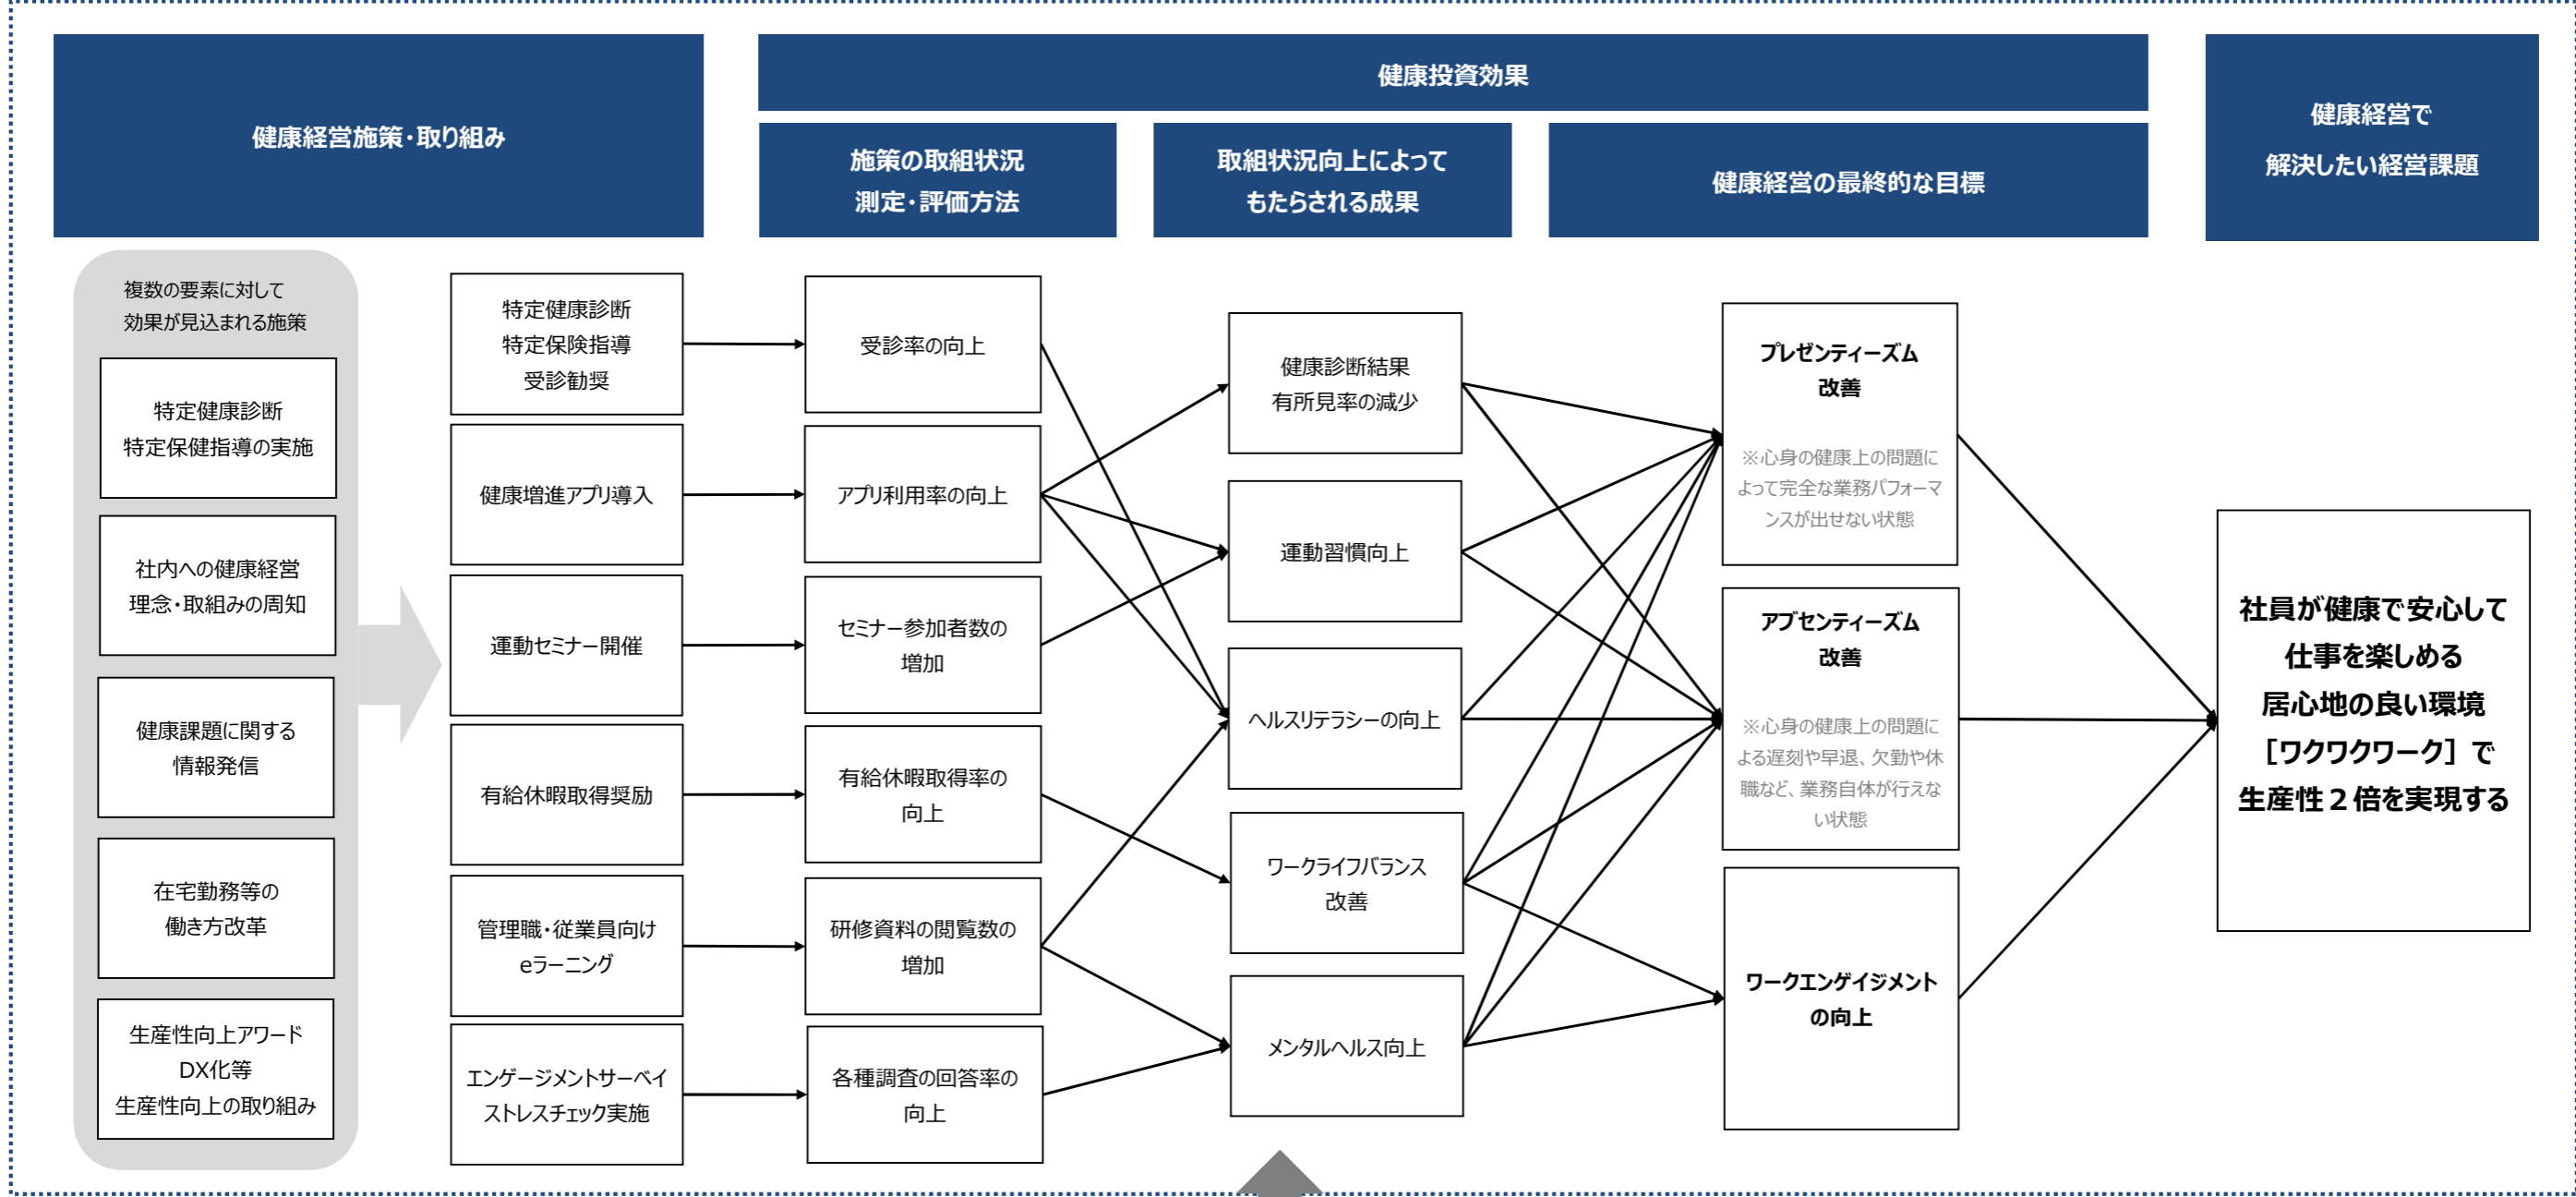 健康経営施策・取り組み
健康投資効果
施策の取組状況
測定・評価方法
取組状況向上によって
もたらされる成果
健康経営の最終的な目標
健康経営で
解決したい経営課題
複数の要素に対して
効果が見込まれる施策
特定健康診断
特定保健指導の実施
社内への健康経営
理念・取組みの周知
健康課題に関する
情報発信
在宅勤務等の
働き方改革
生産性向上アワード
DX化等
生産性向上の取り組み
特定健康診断
特定保険指導
受診勧奨
健康増進アプリ導入
運動セミナー開催
有給休暇取得奨励
管理職・従業員向け
eラーニング
エンゲージメントサーベイ
ストレスチェック実施
受診率の向上
アプリ利用率の向上
セミナー参加者数の
増加
有給休暇取得率の
向上
研修資料の閲覧数の
増加
各種調査の回答率の
向上
健康診断結果
有所見率の減少
運動習慣向上
ヘルスリテラシーの向上
ワークライフバランス
改善
メンタルヘルス向上
プレゼンティーズム
改善
※心身の健康上の問題に
よって完全な業務パフォーマ
ンスが出せない状態
アブセンティーズム
改善
※心身の健康上の問題に
よる遅刻や早退、欠勤や休
職など、業務自体が行えな
い状態
ワークエンゲイジメント
の向上
社員が健康で安心して
仕事を楽しめる
居心地の良い環境
［ワクワクワーク］で
生産性２倍を実現する